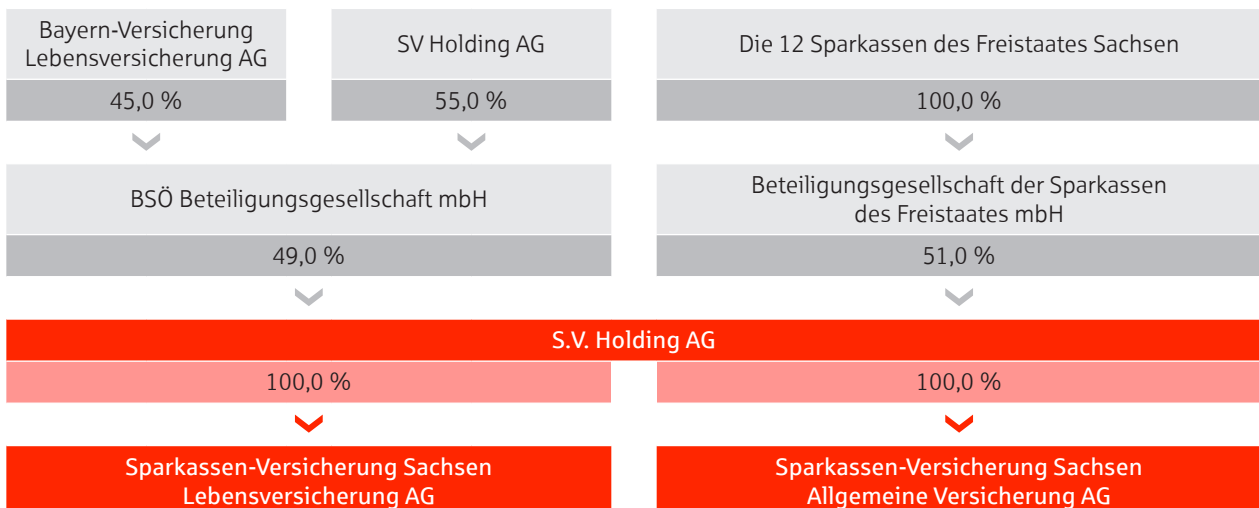 Bayern-Versicherung
Lebensversicherung AG
SV Holding AG
Die 12 Sparkassen des Freistaates Sachsen
45,0 %
55,0 %
100,0 %
BSÖ Beteiligungsgesellschaft mbH
Beteiligungsgesellschaft der Sparkassen
des Freistaates mbH
49,0 %
51,0 %
S.V. Holding AG
100,0 %
100,0 %
Sparkassen-Versicherung Sachsen
Lebensversicherung AG
Sparkassen-Versicherung Sachsen
Allgemeine Versicherung AG